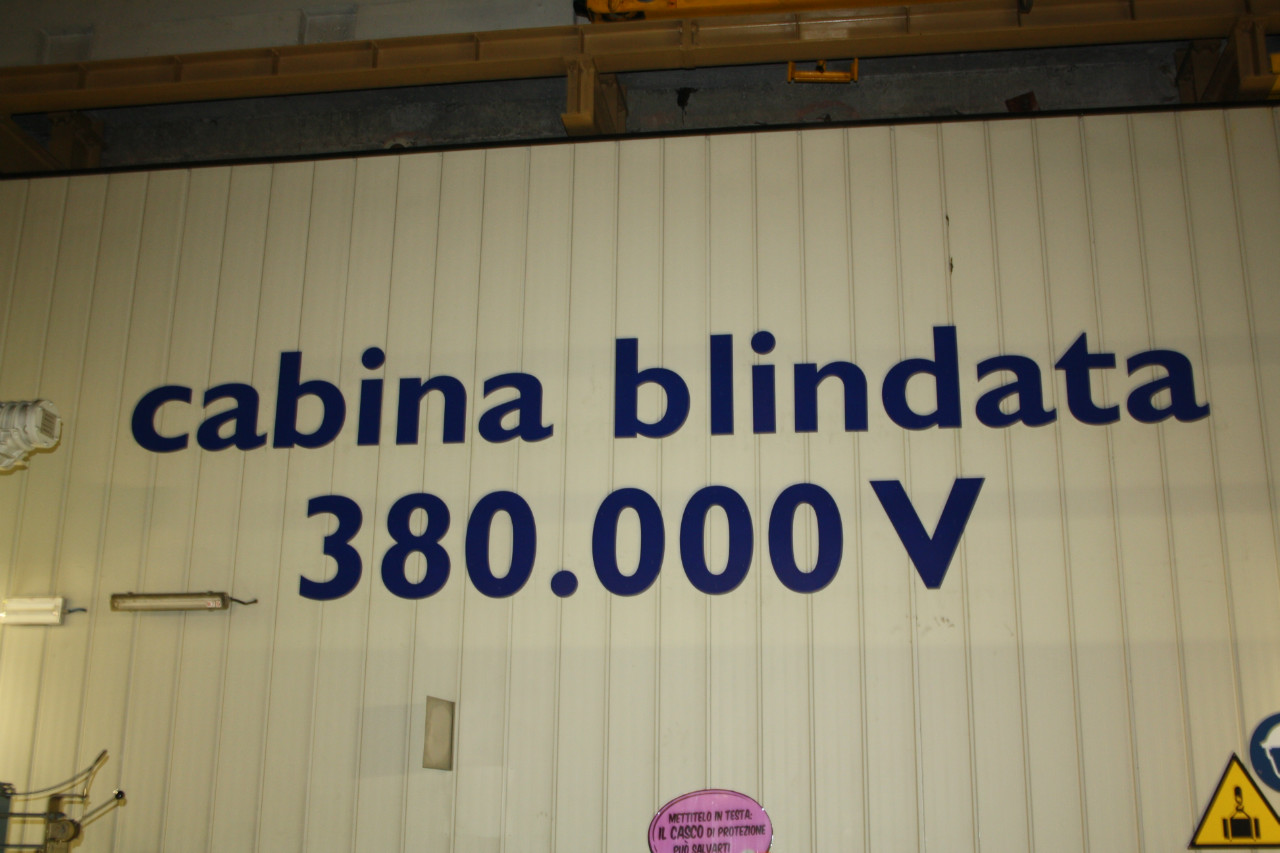 cabina blindata
380.000 V
METTITELO IN TESTA:
IL CASCO DI PROTEZIONE
PUÒ SALVARTI